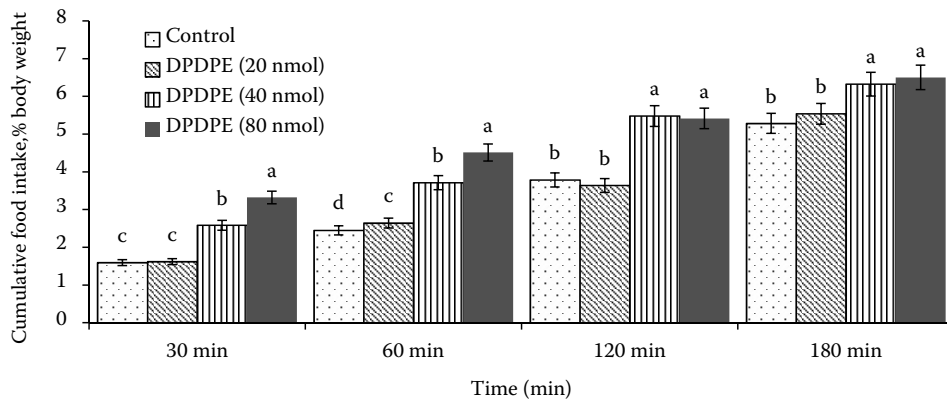 Cumulative food intake,% body weight
8
7
6
5
4
3
2
1
0
Control
DPDPE (20 nmol)
DPDPE (40 nmol)
DPDPE (80 nmol)
c c b a
d c b a
b b a a
b b a a
30 min 60 min 120 min 180 min
Time (min)